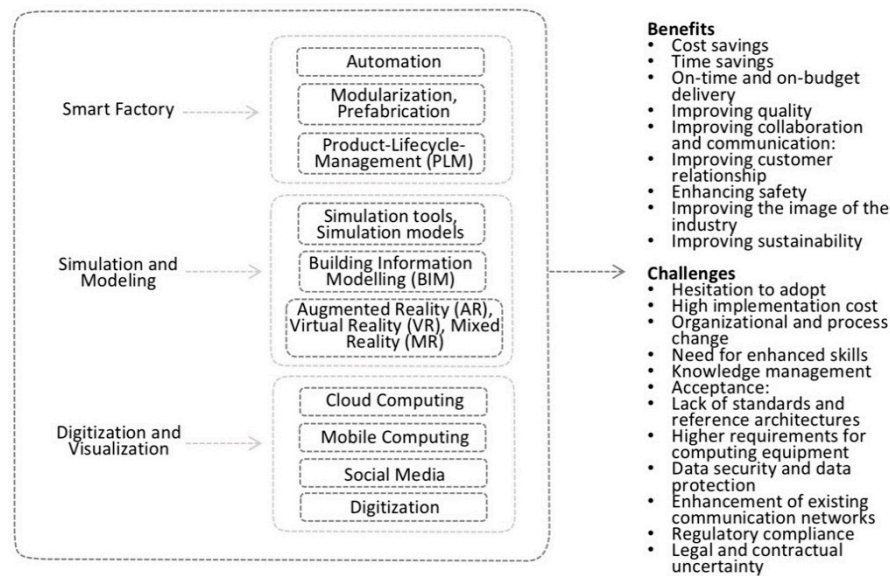 Smart Factory
Automation
Modularization,
Prefabrication
Product-Lifecycle-
Management (PLM)
Simulation and
Modeling
Simulation tools,
Simulation models
Building Information
Modelling (BIM)
Augmented Reality (AR),
Virtual Reality (VR), Mixed
Reality (MR)
Digitization and
Visualization
Cloud Computing
Mobile Computing
Social Media
Digitization
Benefits
• Cost savings
• Time savings
• On-time and on-budget
delivery
• Improving quality
• Improving collaboration
and communication:
• Improving customer
relationship
• Enhancing safety
• Improving the image of the
industry
• Improving sustainability
Challenges
• Hesitation to adopt
• High implementation cost
• Organizational and process
change
• Need for enhanced skills
• Knowledge management
• Acceptance:
• Lack of standards and
reference architectures
• Higher requirements for
computing equipment
• Data security and data
protection
• Enhancement of existing
communication networks
• Regulatory compliance
• Legal and contractual
uncertainty